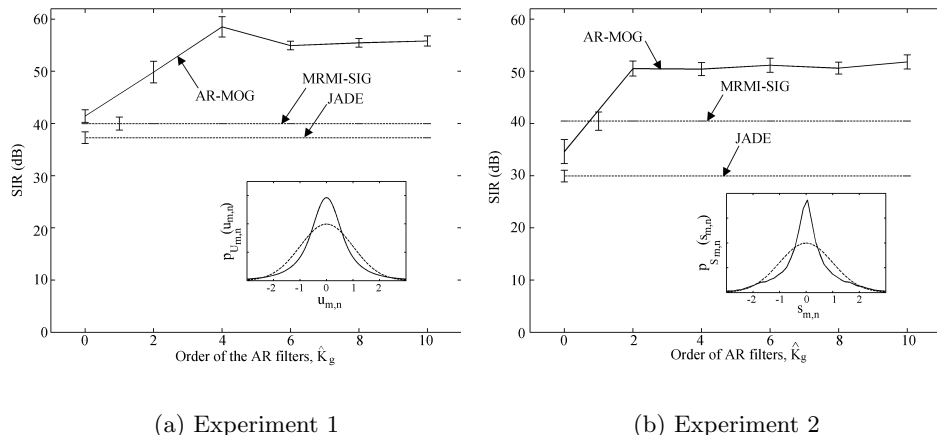 60
50
40
30
20
10
0
SIR (dB)
AR-MOG
MRMI-SIG
JADE
p_{U_{m,n}} (u_{m,n})
-2 -1 0 1 2
u_{m,n}
0 2 4 6 8 10
Order of the AR filters, K̂_g
(a) Experiment 1
60
50
40
30
20
10
0
SIR (dB)
AR-MOG
MRMI-SIG
JADE
p_{S_{m,n}} (s_{m,n})
-2 -1 0 1 2
s_{m,n}
0 2 4 6 8 10
Order of AR filters, K̂_g
(b) Experiment 2